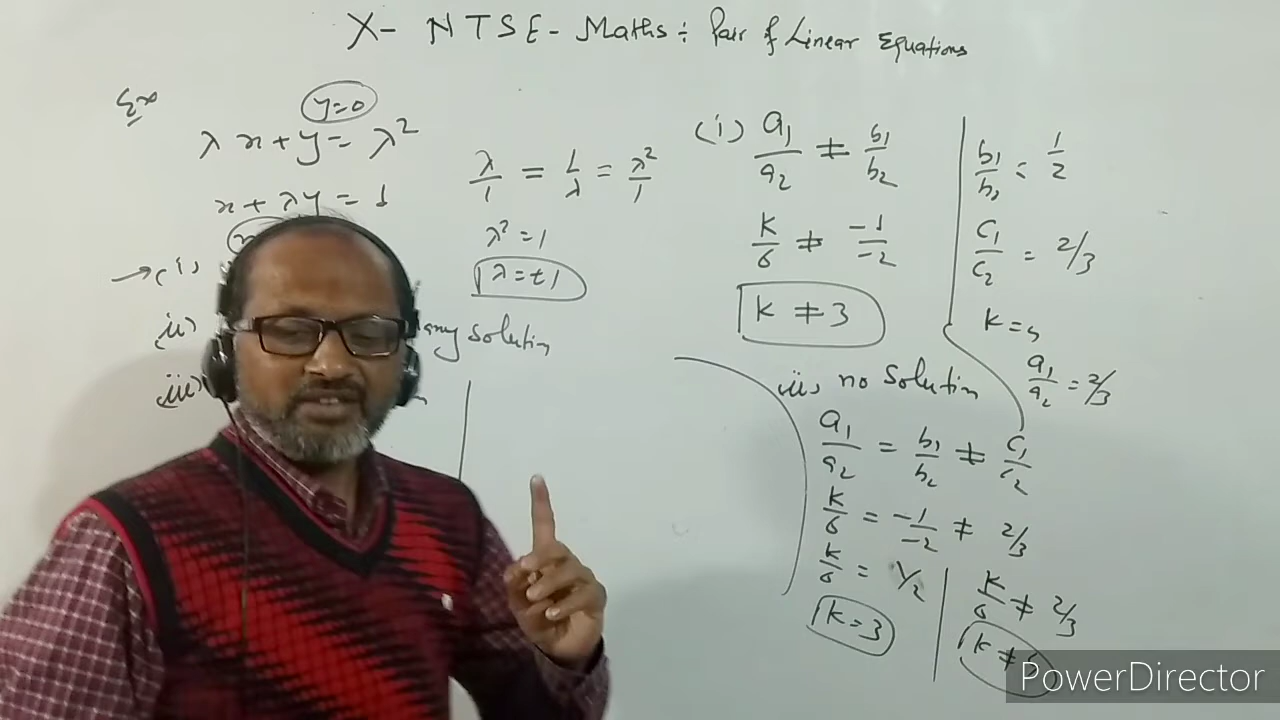 X- NTSE- Maths ÷ Pair of Linear Equations
Ex
y=0
λx+y=λ²
x+λy=1
→(i)
ii) any solution
iii)
λ/1 = 1/λ = λ²/1
λ²=1
λ=±1
(i) a₁/a₂ ≠ b₁/b₂
k/6 ≠ -1/-2
k ≠ 3
b₁/b₂ = 1/2
c₁/c₂ = 2/3
a₁/a₂ = 2/3
ii, no solution
a₁/a₂ = b₁/b₂ ≠ c₁/c₂
k/6 = -1/-2 ≠ 2/3
k/6 = 1/2
k=3
k/6 ≠ 2/3
k ≠
PowerDirector